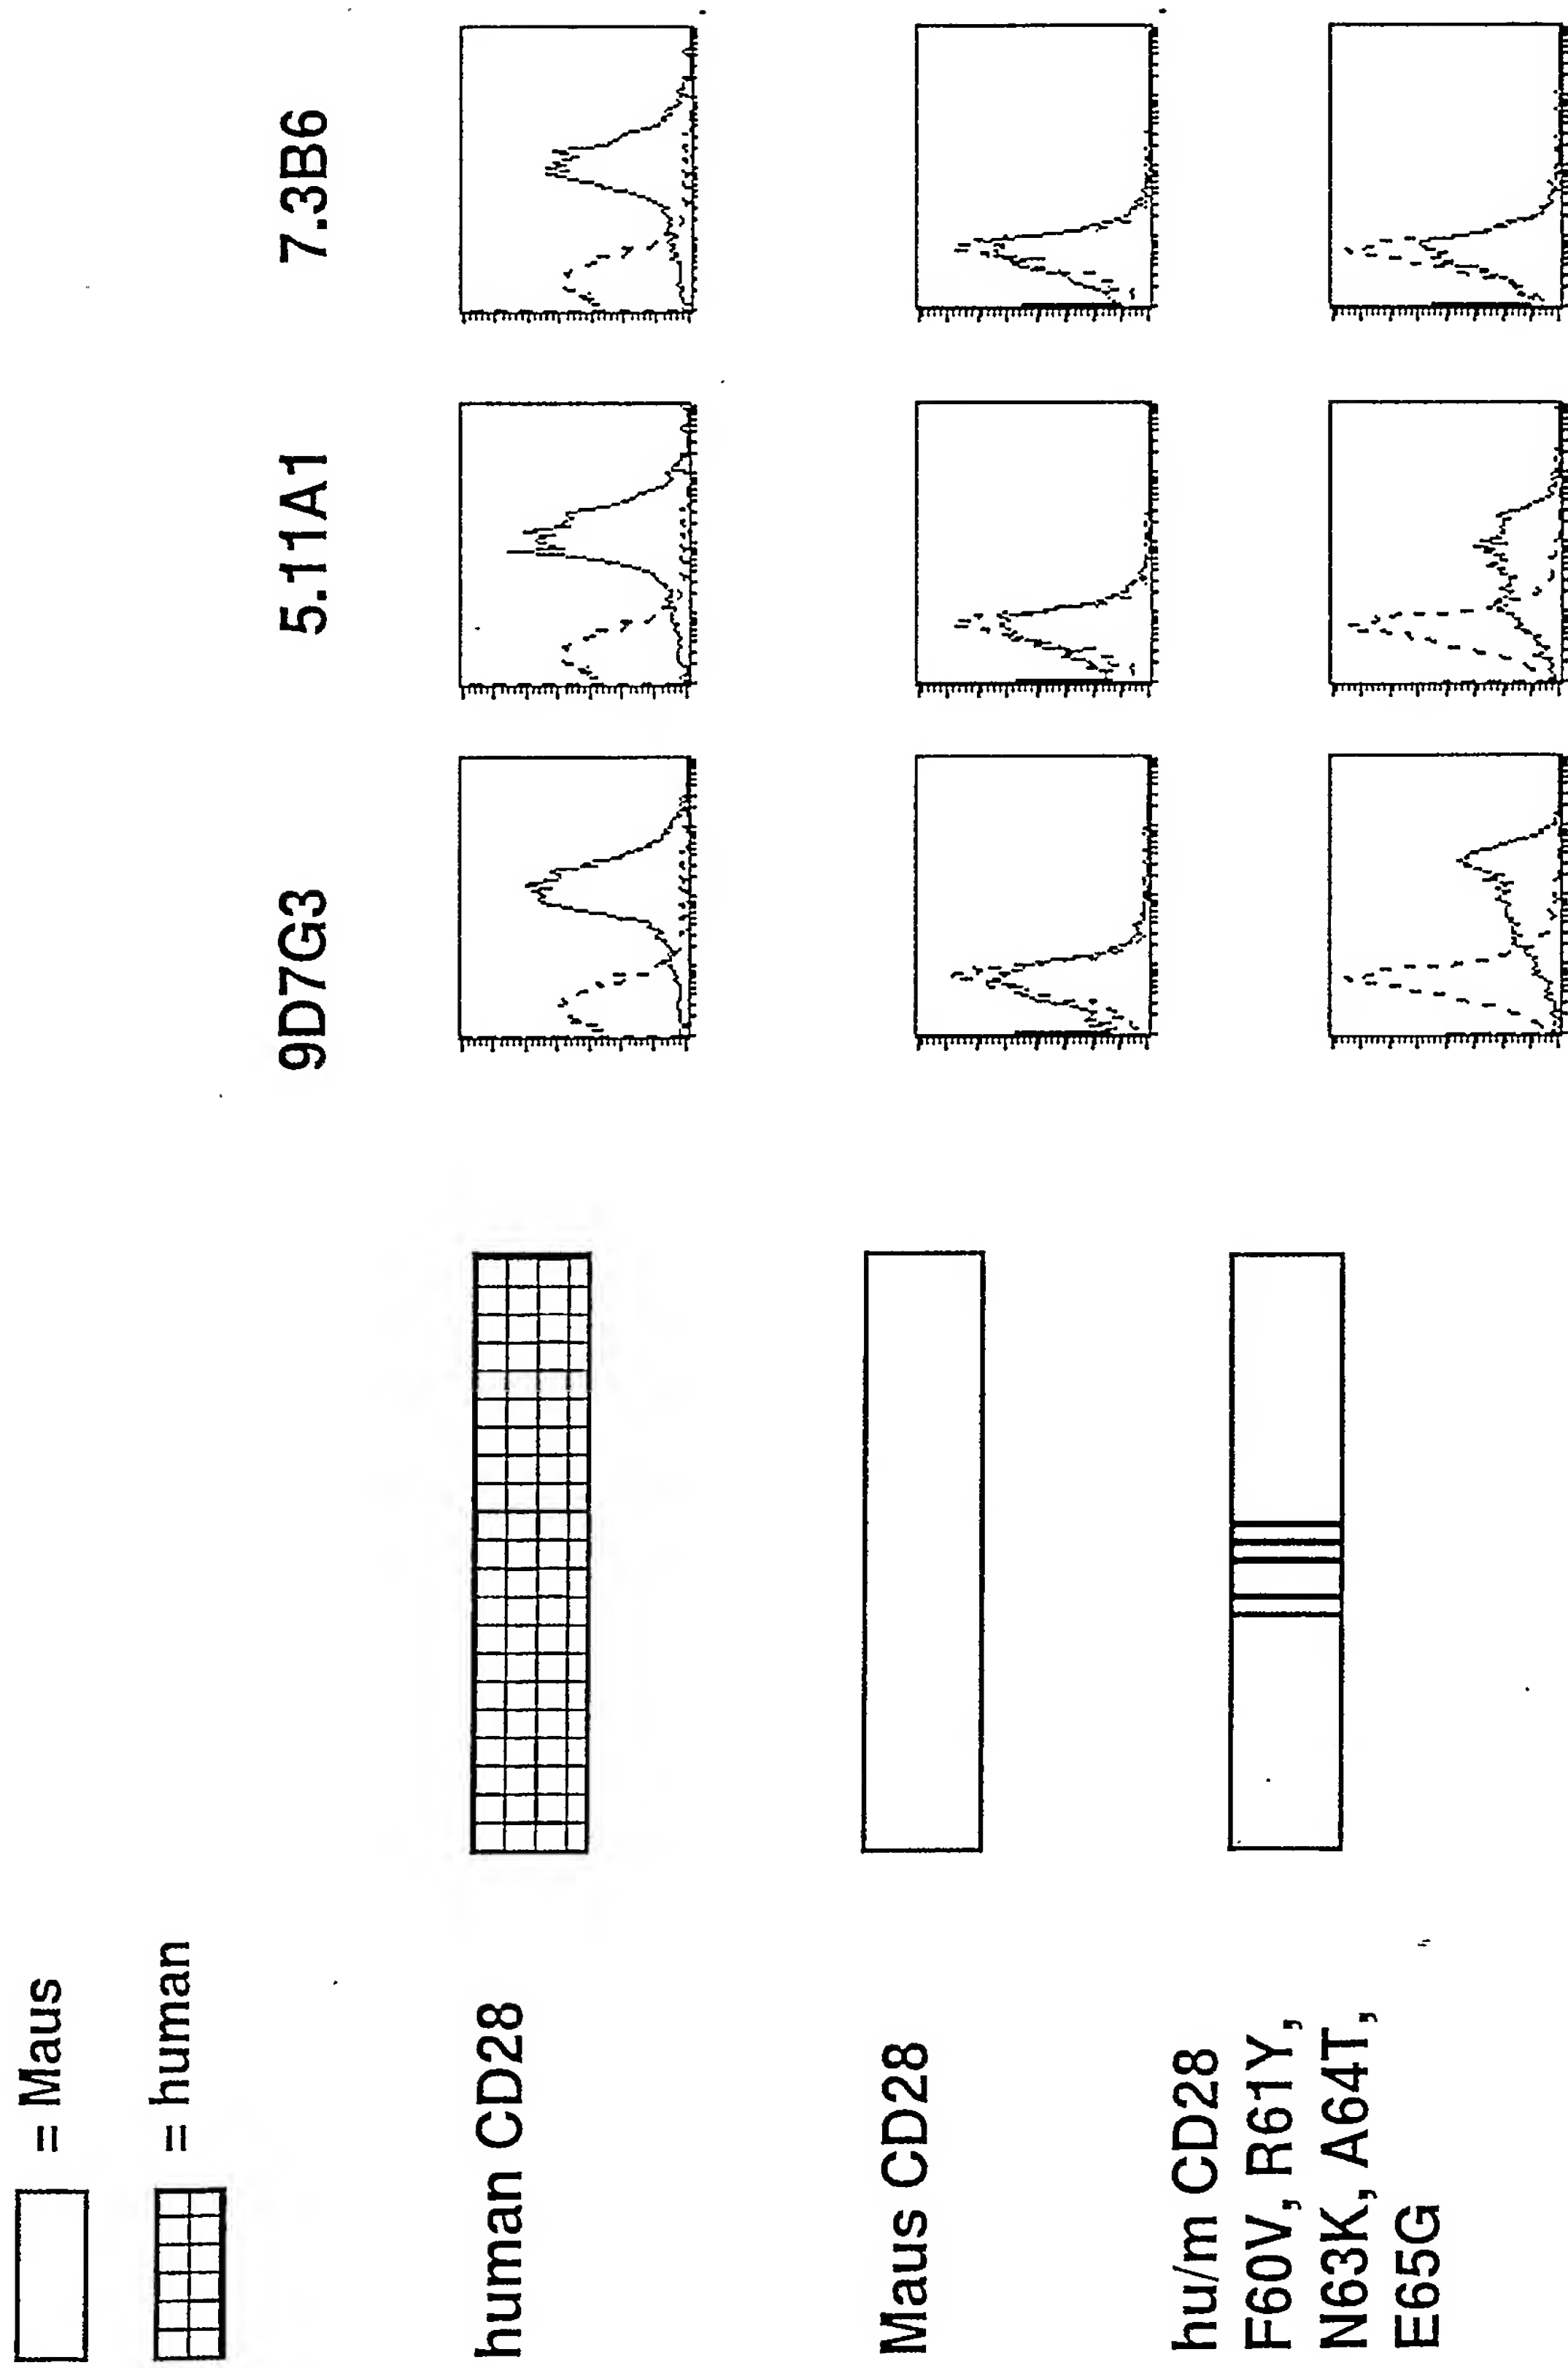 = Maus
= human
9D7G3
5.11A1
7.3B6
human CD28
Maus CD28
hu/m CD28
F60V, R61Y,
N63K, A64T,
E65G